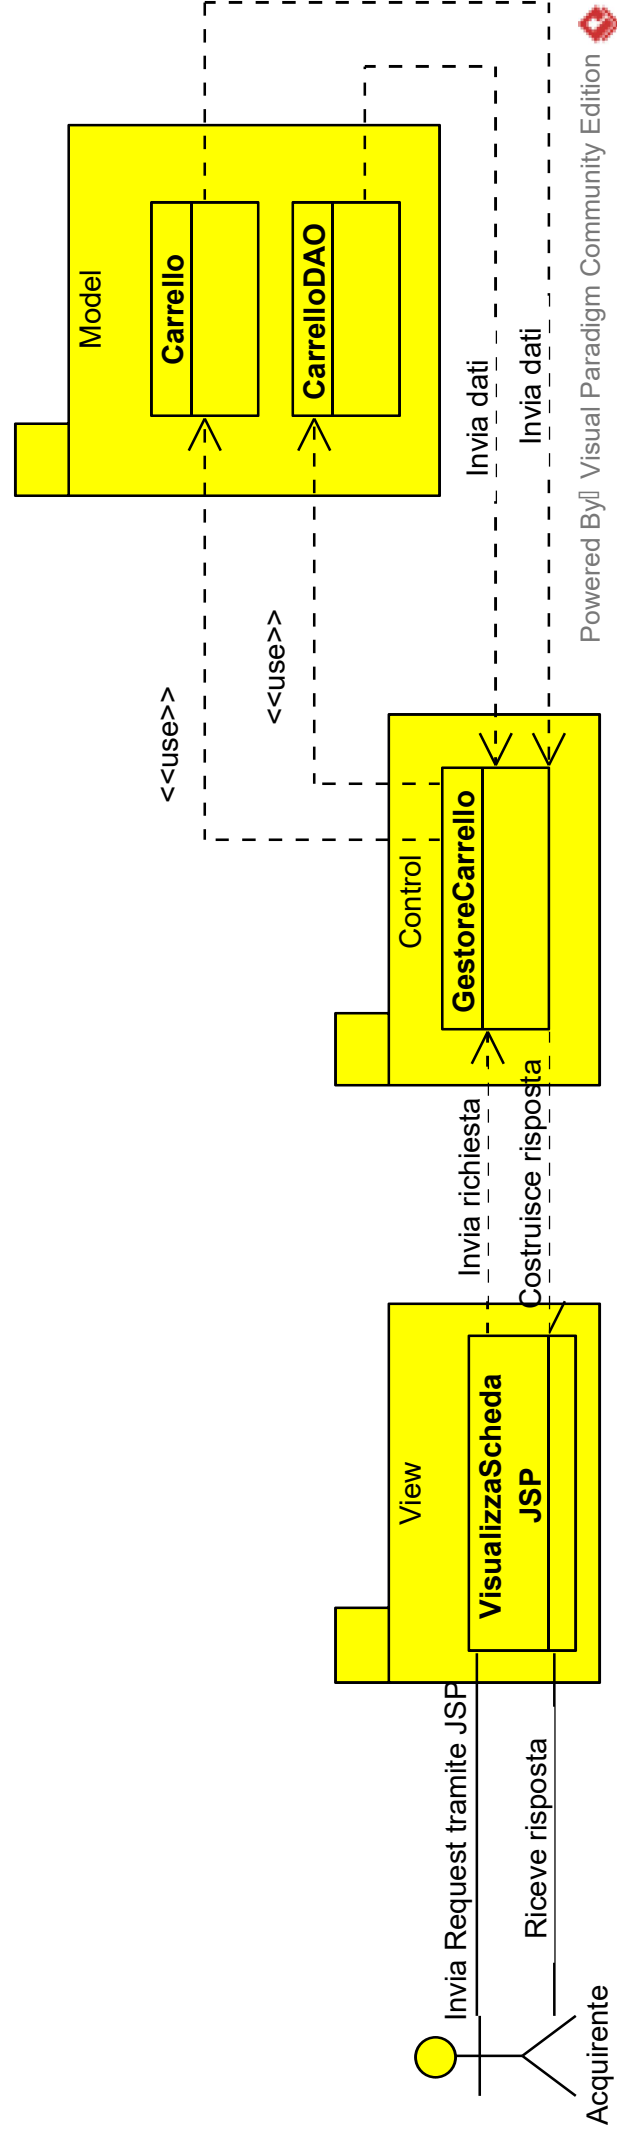 Model
Carrello
CarrelloDAO
<<use>>
<<use>>
Invia dati
Invia dati
Control
GestoreCarrello
Invia richiesta
Costruisce risposta
View
VisualizzaScheda
JSP
Invia Request tramite JSP
Riceve risposta
Acquirente
Powered By Visual Paradigm Community Edition